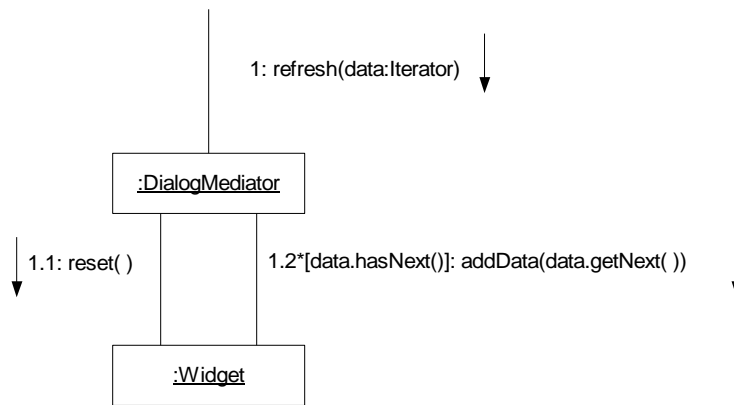 1: refresh(data:Iterator)
:DialogMediator
1.1: reset( )
1.2*[data.hasNext()]: addData(data.getNext( ))
:Widget